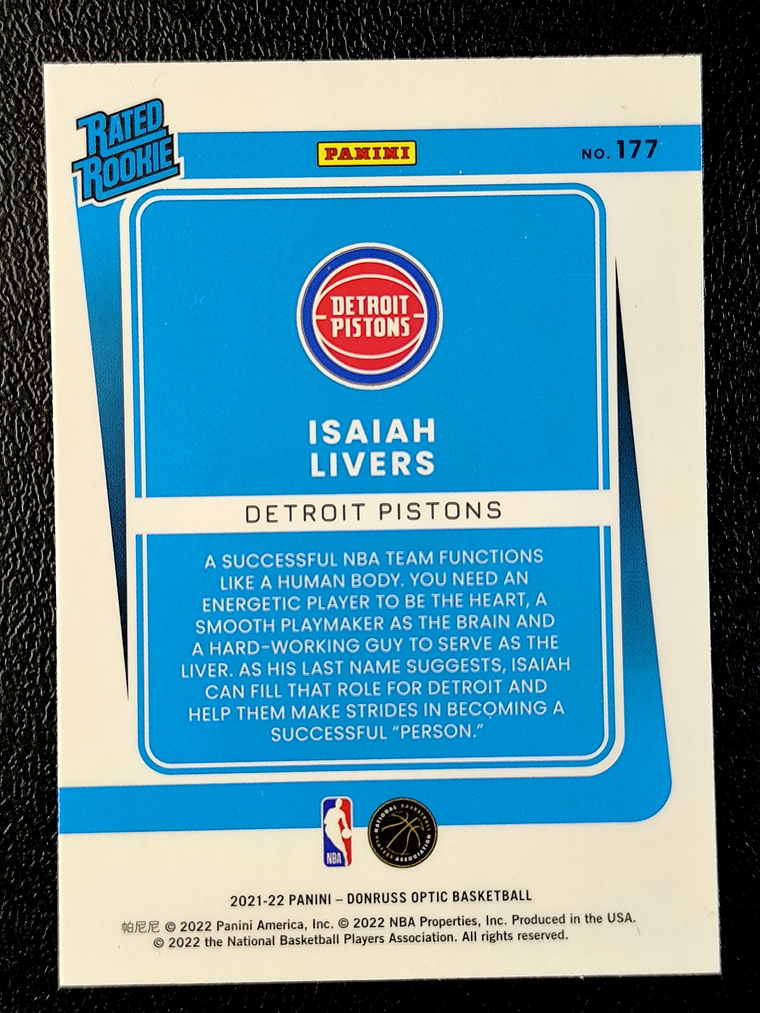 RATED
ROOKIE
PANINI
NO. 177
DETROIT
PISTONS
ISAIAH
LIVERS
DETROIT PISTONS
A SUCCESSFUL NBA TEAM FUNCTIONS
LIKE A HUMAN BODY. YOU NEED AN
ENERGETIC PLAYER TO BE THE HEART, A
SMOOTH PLAYMAKER AS THE BRAIN AND
A HARD-WORKING GUY TO SERVE AS THE
LIVER. AS HIS LAST NAME SUGGESTS, ISAIAH
CAN FILL THAT ROLE FOR DETROIT AND
HELP THEM MAKE STRIDES IN BECOMING A
SUCCESSFUL “PERSON.”
NBA
NATIONAL BASKETBALL
PLAYERS ASSOCIATION
2021-22 PANINI – DONRUSS OPTIC BASKETBALL
帕尼尼 © 2022 Panini America, Inc. © 2022 NBA Properties, Inc. Produced in the USA.
© 2022 the National Basketball Players Association. All rights reserved.